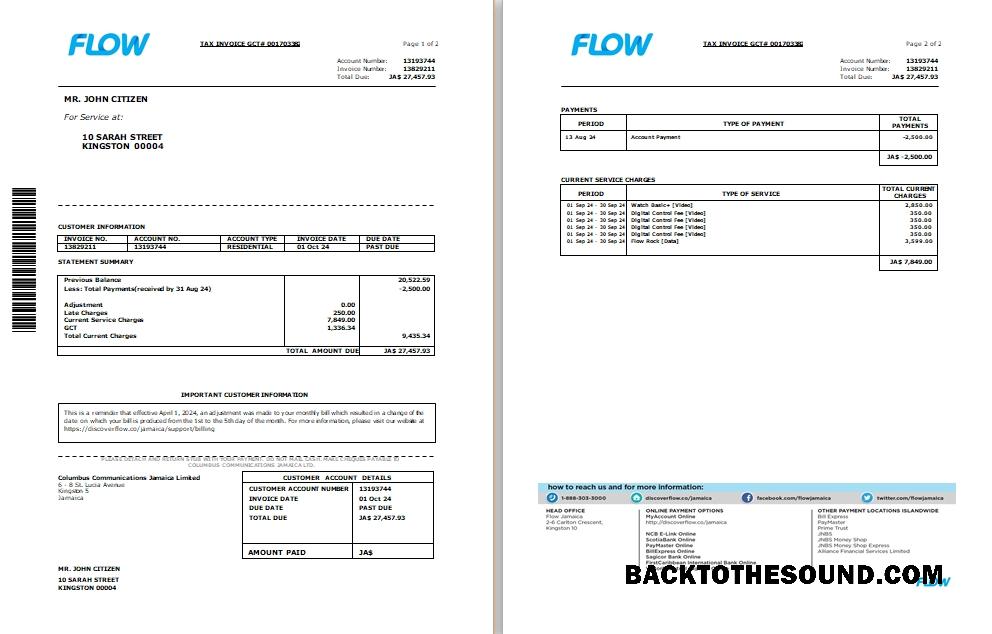 FLOW
TAX INVOICE GCT# 0017033
Page 1 of 2
Account Number: 13193744
Invoice Number: 13829211
Total Due: JA$ 27,457.93
MR. JOHN CITIZEN
For Service at:
10 SARAH STREET
KINGSTON 00004
CUSTOMER INFORMATION
INVOICE NO. ACCOUNT NO. ACCOUNT TYPE INVOICE DATE DUE DATE
13829211 13193744 RESIDENTIAL 01 Oct 24 PAST DUE
STATEMENT SUMMARY
Previous Balance 20,522.59
Less: Total Payments(received by 31 Aug 24) -2,500.00
Adjustment 0.00
Late Charges 250.00
Current Service Charges 7,849.00
GCT 1,336.34
Total Current Charges 9,435.34
TOTAL AMOUNT DUE JA$ 27,457.93
IMPORTANT CUSTOMER INFORMATION
This is a reminder that effective April 1, 2024, an adjustment was made to your monthly bill which resulted in a change of the
date on which your bill is produced from the 1st to the 5th day of the month. For more information, please visit our website at
https://discoverflow.co/jamaica/support/billing
PLEASE DETACH AND RETURN STUB WITH YOUR PAYMENT. DO NOT MAIL CASH. MAKE CHEQUES PAYABLE TO
COLUMBUS COMMUNICATIONS JAMAICA LTD.
Columbus Communications Jamaica Limited
6 - 8 St. Lucia Avenue
Kingston 5
Jamaica
CUSTOMER ACCOUNT DETAILS
CUSTOMER ACCOUNT NUMBER 13193744
INVOICE DATE 01 Oct 24
DUE DATE PAST DUE
TOTAL DUE JA$ 27,457.93
AMOUNT PAID JA$
MR. JOHN CITIZEN
10 SARAH STREET
KINGSTON 00004
FLOW
TAX INVOICE GCT# 0017033
Page 2 of 2
Account Number: 13193744
Invoice Number: 13829211
Total Due: JA$ 27,457.93
PAYMENTS
PERIOD TYPE OF PAYMENT TOTAL PAYMENTS
13 Aug 24 Account Payment -2,500.00
JA$ -2,500.00
CURRENT SERVICE CHARGES
PERIOD TYPE OF SERVICE TOTAL CURRENT CHARGES
01 Sep 24 - 30 Sep 24 Watch Basic+ [Video] 2,850.00
01 Sep 24 - 30 Sep 24 Digital Control Fee [Video] 350.00
01 Sep 24 - 30 Sep 24 Digital Control Fee [Video] 350.00
01 Sep 24 - 30 Sep 24 Digital Control Fee [Video] 350.00
01 Sep 24 - 30 Sep 24 Digital Control Fee [Video] 350.00
01 Sep 24 - 30 Sep 24 Flow Rock [Data] 3,599.00
JA$ 7,849.00
how to reach us and for more information:
1-888-303-3000 discoverflow.co/jamaica facebook.com/flowjamaica twitter.com/flowjamaica
HEAD OFFICE
Flow Jamaica
2-6 Carlton Crescent,
Kingston 10
ONLINE PAYMENT OPTIONS
MyAccount Online
http://discoverflow.co/jamaica
NCB E-Link Online
ScotiaBank Online
PayMaster Online
BillExpress Online
Sagicor Bank Online
FirstCaribbean International Bank Online
OTHER PAYMENT LOCATIONS ISLANDWIDE
Bill Express
PayMaster
Prime Trust
JNBS
JNBS Money Shop
JNBS Money Shop Express
Alliance Financial Services Limited
BACKTOTHESOUND.COM
FLOW